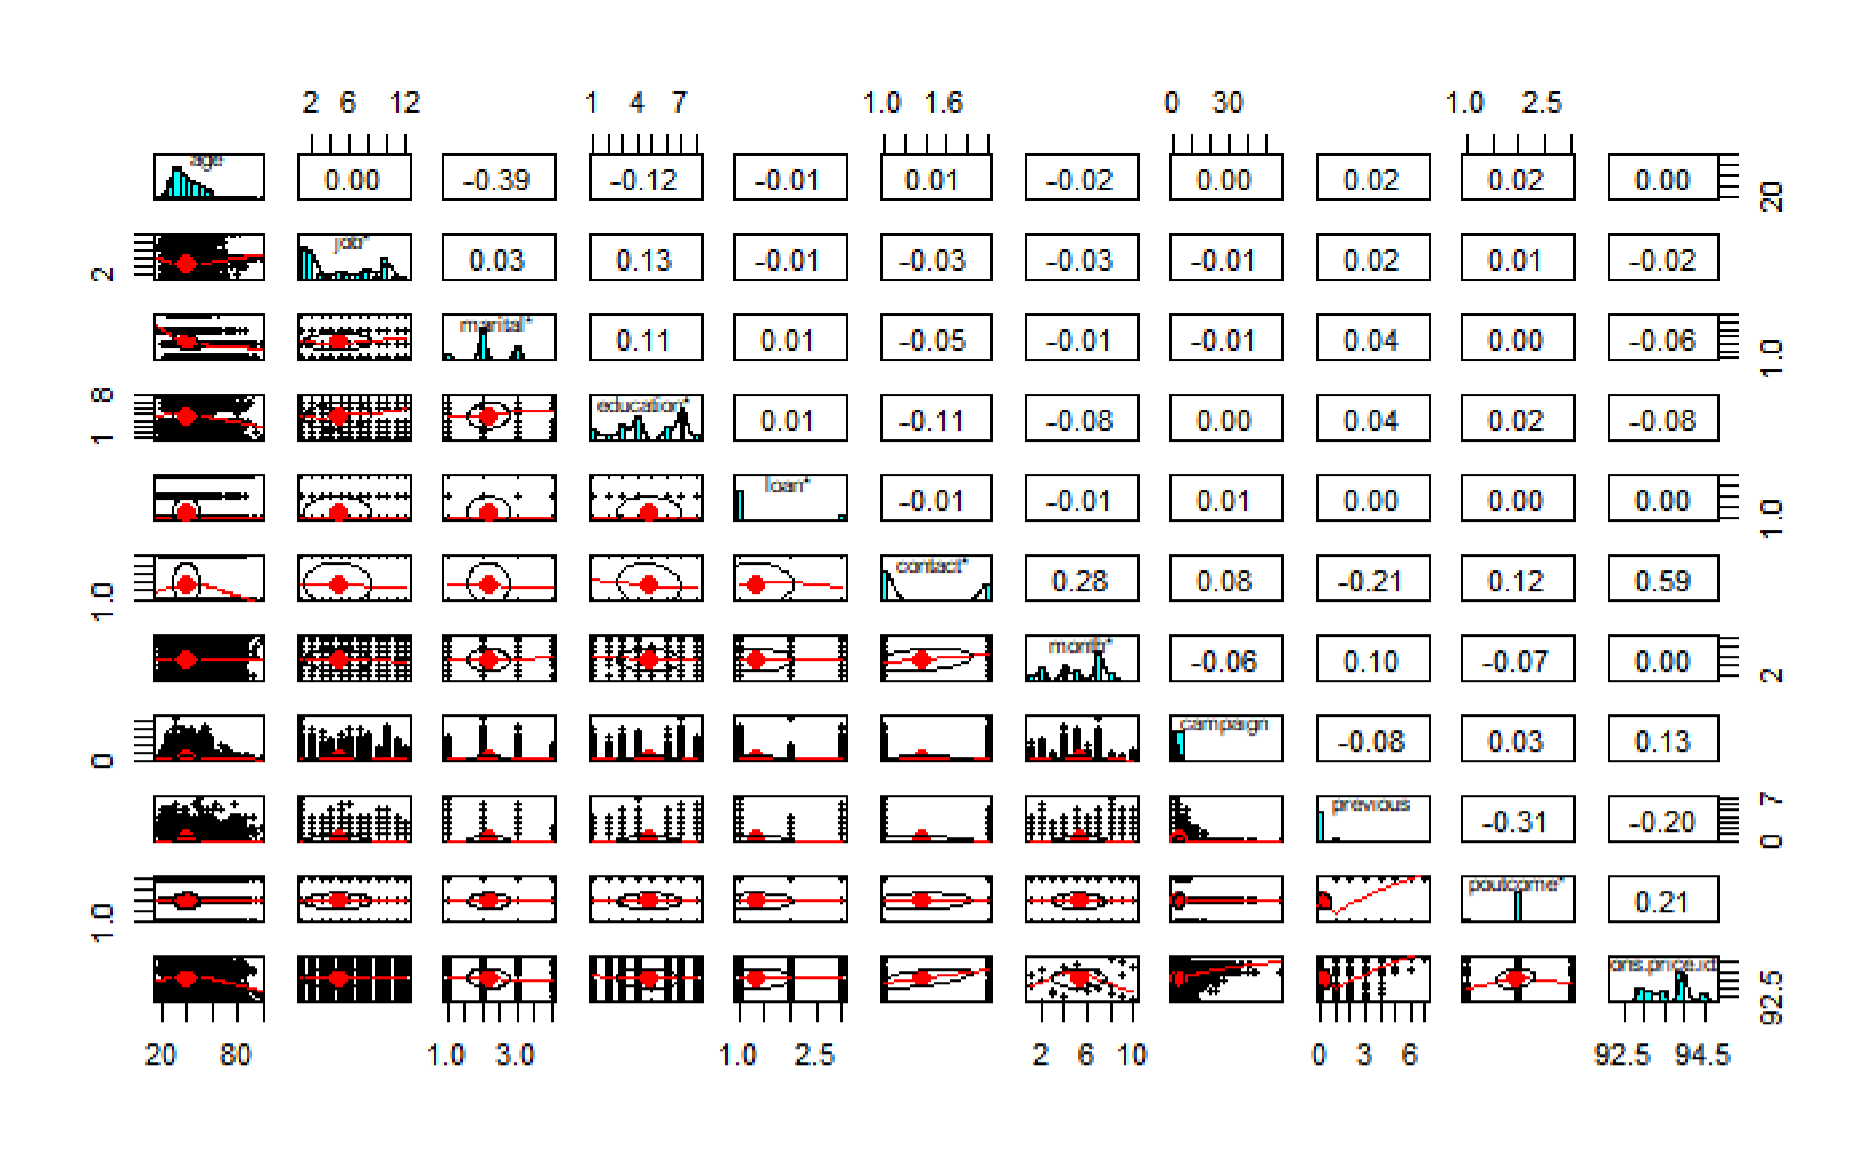 2 6 12 1 4 7 1.0 1.6 0 30 1.0 2.5
age 0.00 -0.39 -0.12 -0.01 0.01 -0.02 0.00 0.02 0.02 0.00 20
2 job* 0.03 0.13 -0.01 -0.03 -0.03 -0.01 0.02 0.01 -0.02
marital* 0.11 0.01 -0.05 -0.01 -0.01 0.04 0.00 -0.06 1.0
1 8 education* 0.01 -0.11 -0.08 0.00 0.04 0.02 -0.08
loan* -0.01 -0.01 0.01 0.00 0.00 0.00 1.0
1.0 contact* 0.28 0.08 -0.21 0.12 0.59
month* -0.06 0.10 -0.07 0.00 2
0 campaign -0.08 0.03 0.13
previous -0.31 -0.20 0 7
1.0 poutcome* 0.21
ons.price.id 92.5
20 80 1.0 3.0 1.0 2.5 2 6 10 0 3 6 92.5 94.5